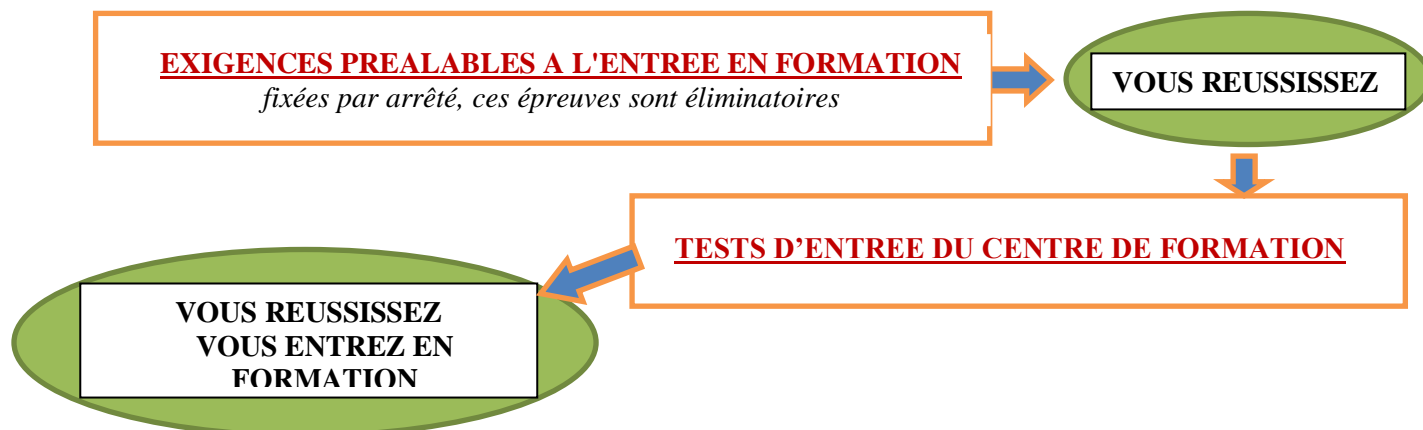 EXIGENCES PREALABLES A L'ENTREE EN FORMATION
fixées par arrêté, ces épreuves sont éliminatoires
VOUS REUSSISSEZ
TESTS D’ENTREE DU CENTRE DE FORMATION
VOUS REUSSISSEZ
VOUS ENTREZ EN
FORMATION